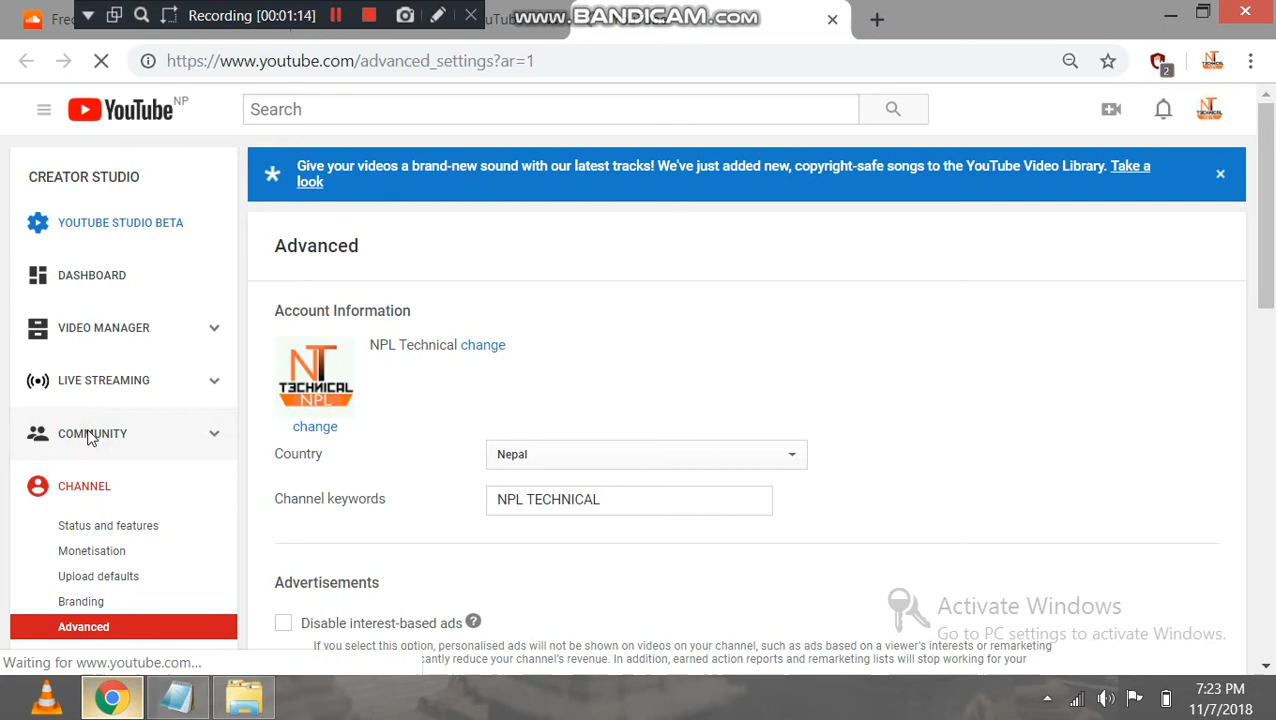 Recording [00:01:14]
www.BANDICAM.com
https://www.youtube.com/advanced_settings?ar=1
2
YouTube NP
Search
NT
TECHNICAL
CREATOR STUDIO
Give your videos a brand-new sound with our latest tracks! We've just added new, copyright-safe songs to the YouTube Video Library. Take a
look
YOUTUBE STUDIO BETA
Advanced
DASHBOARD
Account Information
VIDEO MANAGER
NPL Technical change
NT
TECHNICAL
NPL
LIVE STREAMING
change
COMMUNITY
Country
Nepal
CHANNEL
Channel keywords
NPL TECHNICAL
Status and features
Monetisation
Upload defaults
Advertisements
Branding
Disable interest-based ads ?
Activate Windows
Advanced
Go to PC settings to activate Windows.
If you select this option, personalised ads will not be shown on videos on your channel, such as ads based on a viewer's interests or remarketing
cantly reduce your channel's revenue. In addition, earned action reports and remarketing lists will stop working for your
Waiting for www.youtube.com...
7:23 PM
11/7/2018